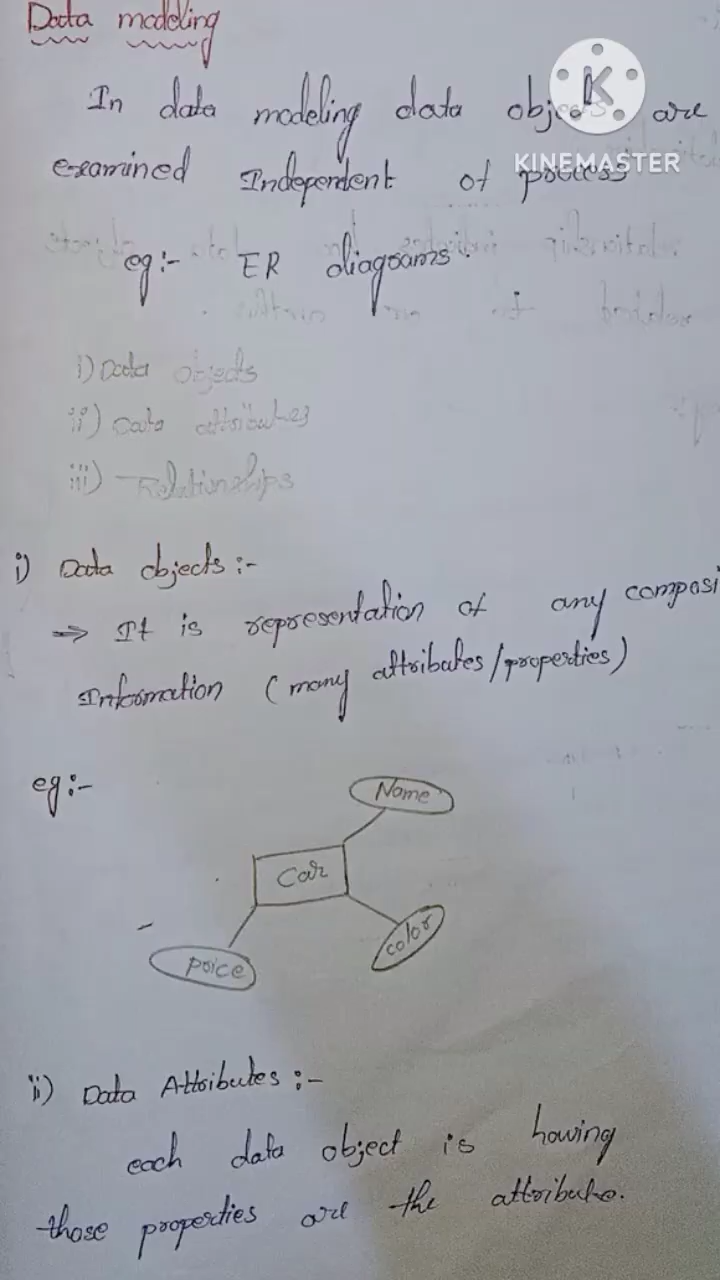 Data modeling
In data modeling data objects are
KINEMASTER
examined Independent of process
eg:- ER diagrams.
i) Data objects
ii) Data attributes
iii) Relationships
i) Data objects :-
→ It is representation of any composi
Information (many attributes/properties)
eg:-
Name
Car
color
price
ii) Data Attributes :-
each data object is having
those properties are the attribute.